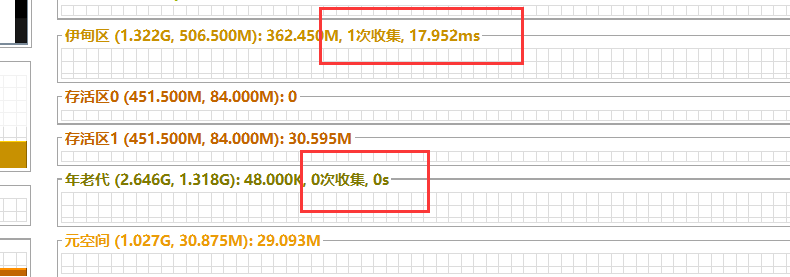 伊甸区 (1.322G, 506.500M): 362.450M, 1次收集, 17.952ms
存活区0 (451.500M, 84.000M): 0
存活区1 (451.500M, 84.000M): 30.595M
年老代 (2.646G, 1.318G): 48.000K, 0次收集, 0s
元空间 (1.027G, 30.875M): 29.093M